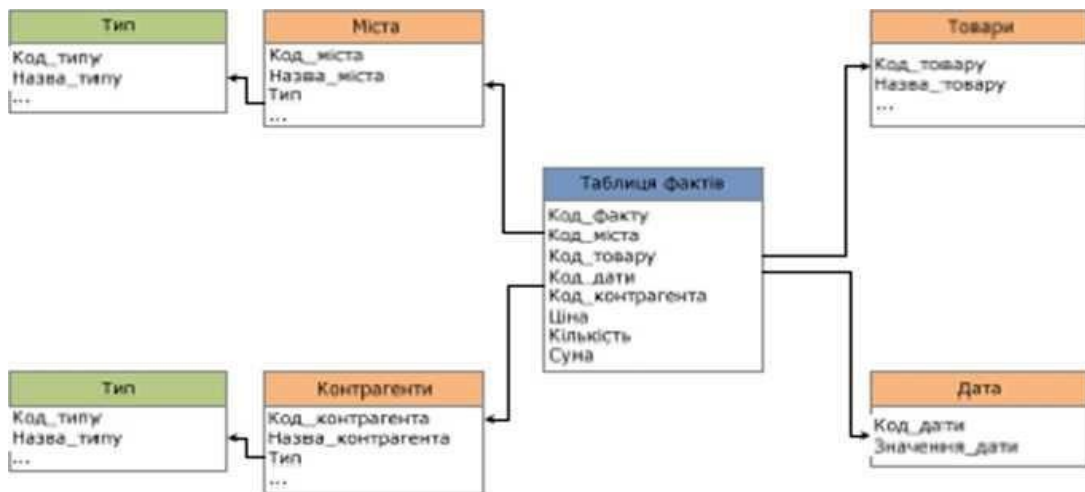 Тип
Код_типу
Назва_типу
...
Міста
Код_міста
Назва_міста
Тип
...
Товари
Код_товару
Назва_товару
...
Таблиця фактів
Код_факту
Код_міста
Код_товару
Код_дати
Код_контрагента
Ціна
Кількість
Сума
Тип
Код_типу
Назва_типу
...
Контрагенти
Код_контрагента
Назва_контрагента
Тип
...
Дата
Код_дати
Значення_дати